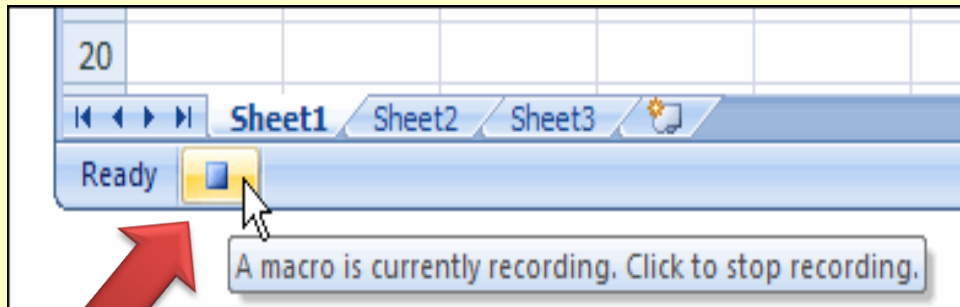 20
Sheet1 Sheet2 Sheet3
Ready
A macro is currently recording. Click to stop recording.